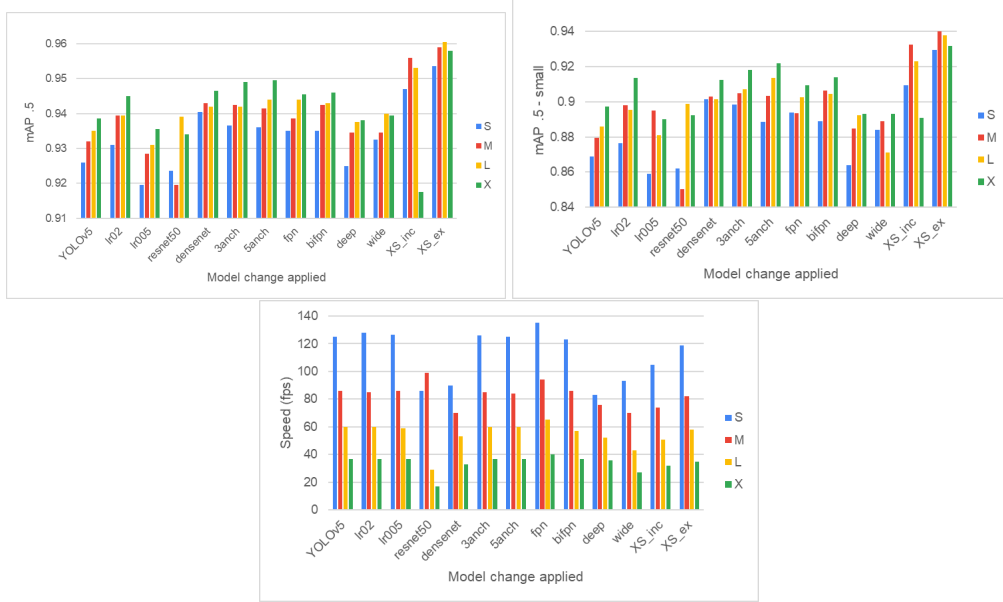 0.96
0.95
0.94
0.93
0.92
0.91
mAP .5
YOLOv5
lr02
lr005
resnet50
densenet
3anch
5anch
fpn
bifpn
deep
wide
XS_inc
XS_ex
Model change applied
S
M
L
X
0.94
0.92
0.9
0.88
0.86
0.84
mAP .5 - small
YOLOv5
lr02
lr005
resnet50
densenet
3anch
5anch
fpn
bifpn
deep
wide
XS_inc
XS_ex
Model change applied
S
M
L
X
140
120
100
80
60
40
20
0
Speed (fps)
YOLOv5
lr02
lr005
resnet50
densenet
3anch
5anch
fpn
bifpn
deep
wide
XS_inc
XS_ex
Model change applied
S
M
L
X